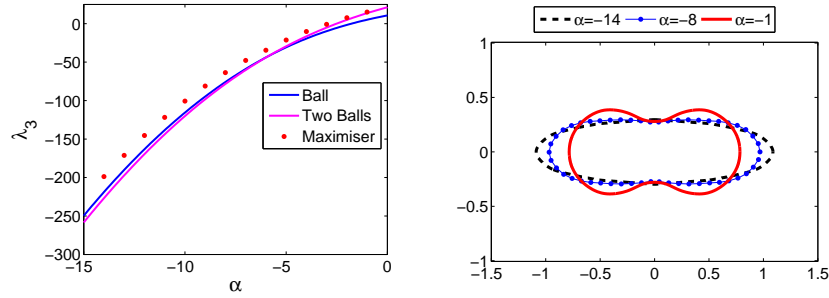 0
−50
−100
−150
−200
−250
−300
−15
−10
−5
0
λ3
α
Ball
Two Balls
Maximiser
α=−14
α=−8
α=−1
1
0.5
0
−0.5
−1
−1.5
−1
−0.5
0
0.5
1
1.5